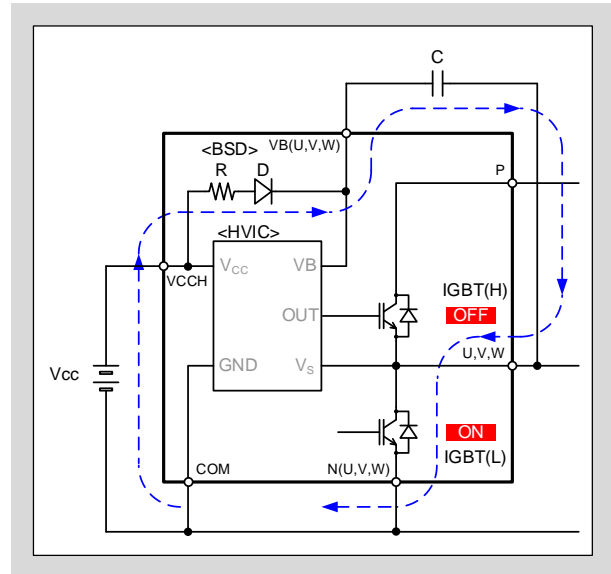 C
VB(U,V,W)
<BSD>
R D
P
<HVIC>
VCCH
VCC VB
IGBT(H)
OUT
OFF
U,V,W
Vcc
GND VS
ON
IGBT(L)
COM
N(U,V,W)